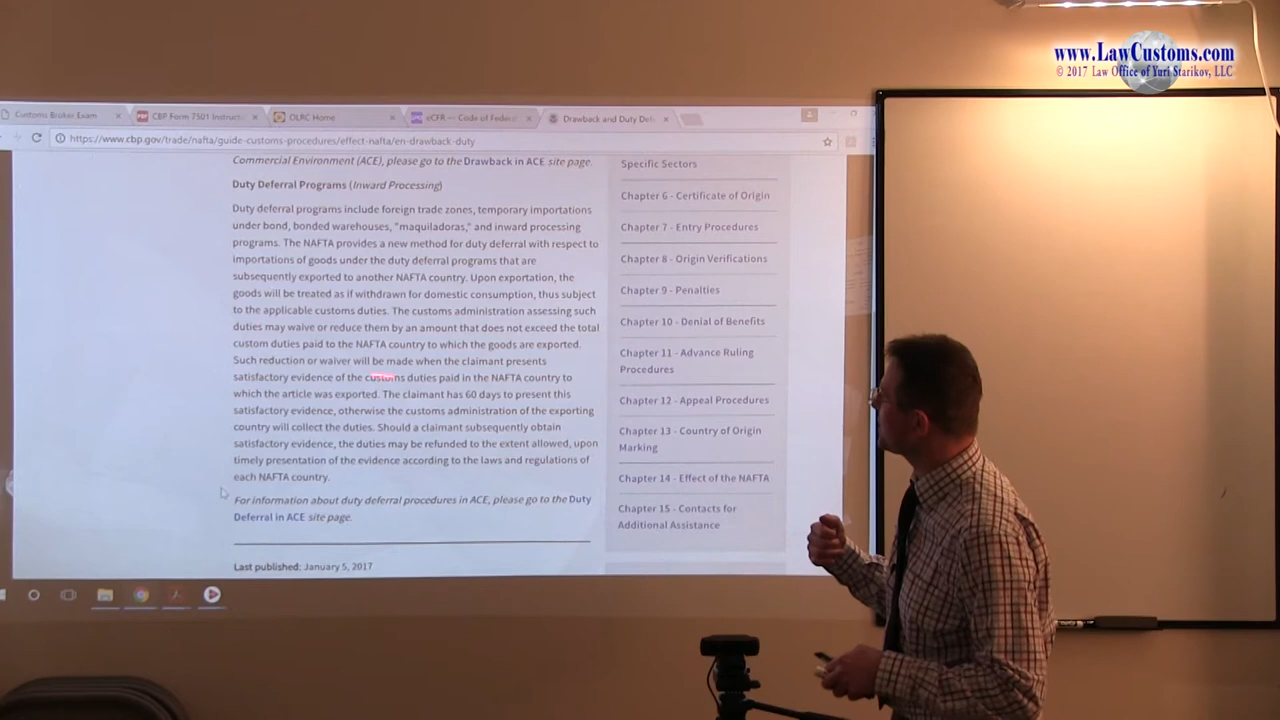 www.LawCustoms.com
© 2017 Law Office of Yuri Starikov, LLC
Customs Broker Exam
CBP Form 7501 Instruct
OLRC Home
eCFR — Code of Federal
Drawback and Duty Def
https://www.cbp.gov/trade/nafta/guide-customs-procedures/effect-nafta/en-drawback-duty
Commercial Environment (ACE), please go to the Drawback in ACE site page.
Duty Deferral Programs (Inward Processing)
Duty deferral programs include foreign trade zones, temporary importations
under bond, bonded warehouses, "maquiladoras," and inward processing
programs. The NAFTA provides a new method for duty deferral with respect to
importations of goods under the duty deferral programs that are
subsequently exported to another NAFTA country. Upon exportation, the
goods will be treated as if withdrawn for domestic consumption, thus subject
to the applicable customs duties. The customs administration assessing such
duties may waive or reduce them by an amount that does not exceed the total
custom duties paid to the NAFTA country to which the goods are exported.
Such reduction or waiver will be made when the claimant presents
satisfactory evidence of the customs duties paid in the NAFTA country to
which the article was exported. The claimant has 60 days to present this
satisfactory evidence, otherwise the customs administration of the exporting
country will collect the duties. Should a claimant subsequently obtain
satisfactory evidence, the duties may be refunded to the extent allowed, upon
timely presentation of the evidence according to the laws and regulations of
each NAFTA country.
For information about duty deferral procedures in ACE, please go to the Duty
Deferral in ACE site page.
Last published: January 5, 2017
Specific Sectors
Chapter 6 - Certificate of Origin
Chapter 7 - Entry Procedures
Chapter 8 - Origin Verifications
Chapter 9 - Penalties
Chapter 10 - Denial of Benefits
Chapter 11 - Advance Ruling
Procedures
Chapter 12 - Appeal Procedures
Chapter 13 - Country of Origin
Marking
Chapter 14 - Effect of the NAFTA
Chapter 15 - Contacts for
Additional Assistance